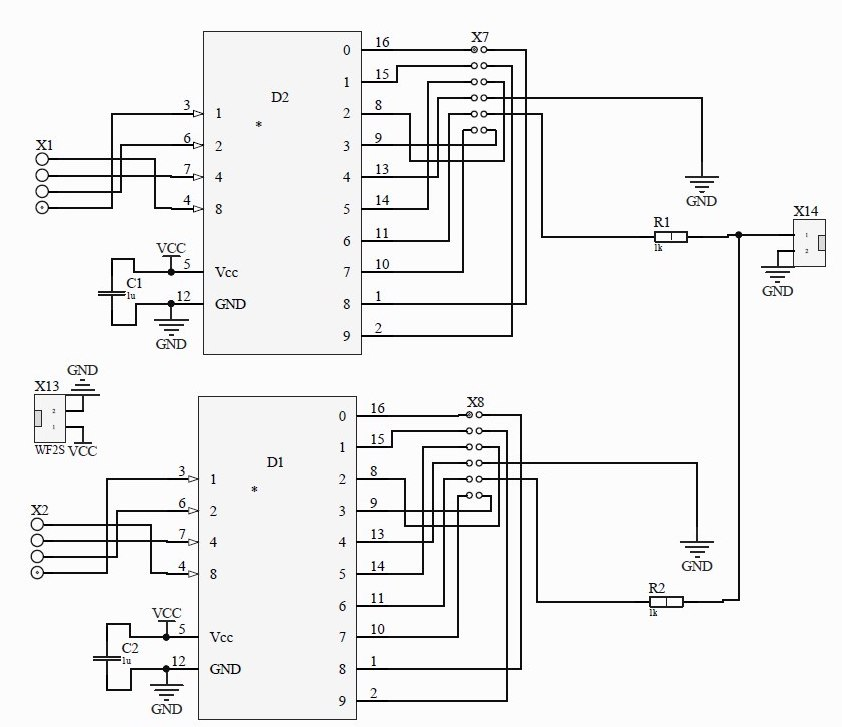 X7
0 16
1 15
D2
3 1
2 8
*
X1
6 2
3 9
7 4
4 13
GND
4 8
5 14
X14
R1
1k
1
2
6 11
VCC
5 Vcc
7 10
C1
1u
GND
12 GND
8 1
GND
9 2
GND
X13
2
1
WF2S VCC
X8
0 16
1 15
D1
3 1
2 8
*
X2
6 2
3 9
7 4
4 13
GND
4 8
5 14
R2
1k
6 11
VCC
5 Vcc
7 10
C2
1u
12 GND
8 1
GND
9 2